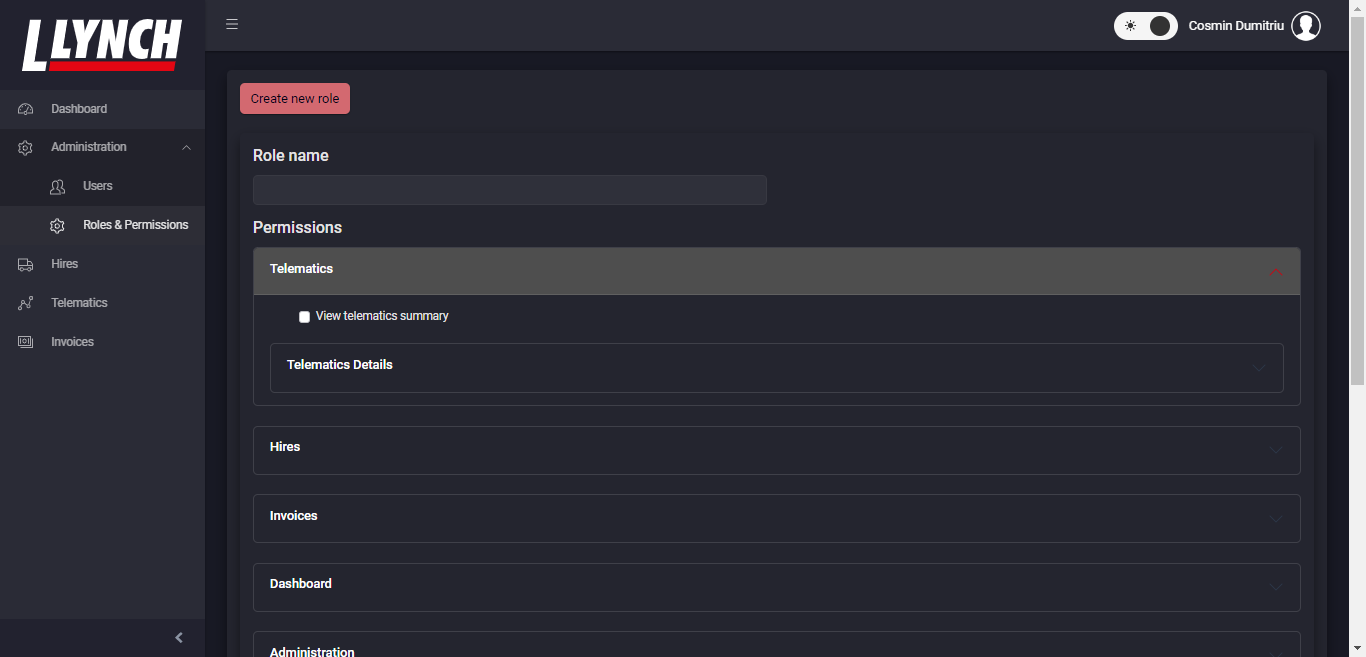 LLYNCH
Cosmin Dumitriu
Dashboard
Administration
Users
Roles & Permissions
Hires
Telematics
Invoices
Create new role
Role name
Permissions
Telematics
View telematics summary
Telematics Details
Hires
Invoices
Dashboard
Administration